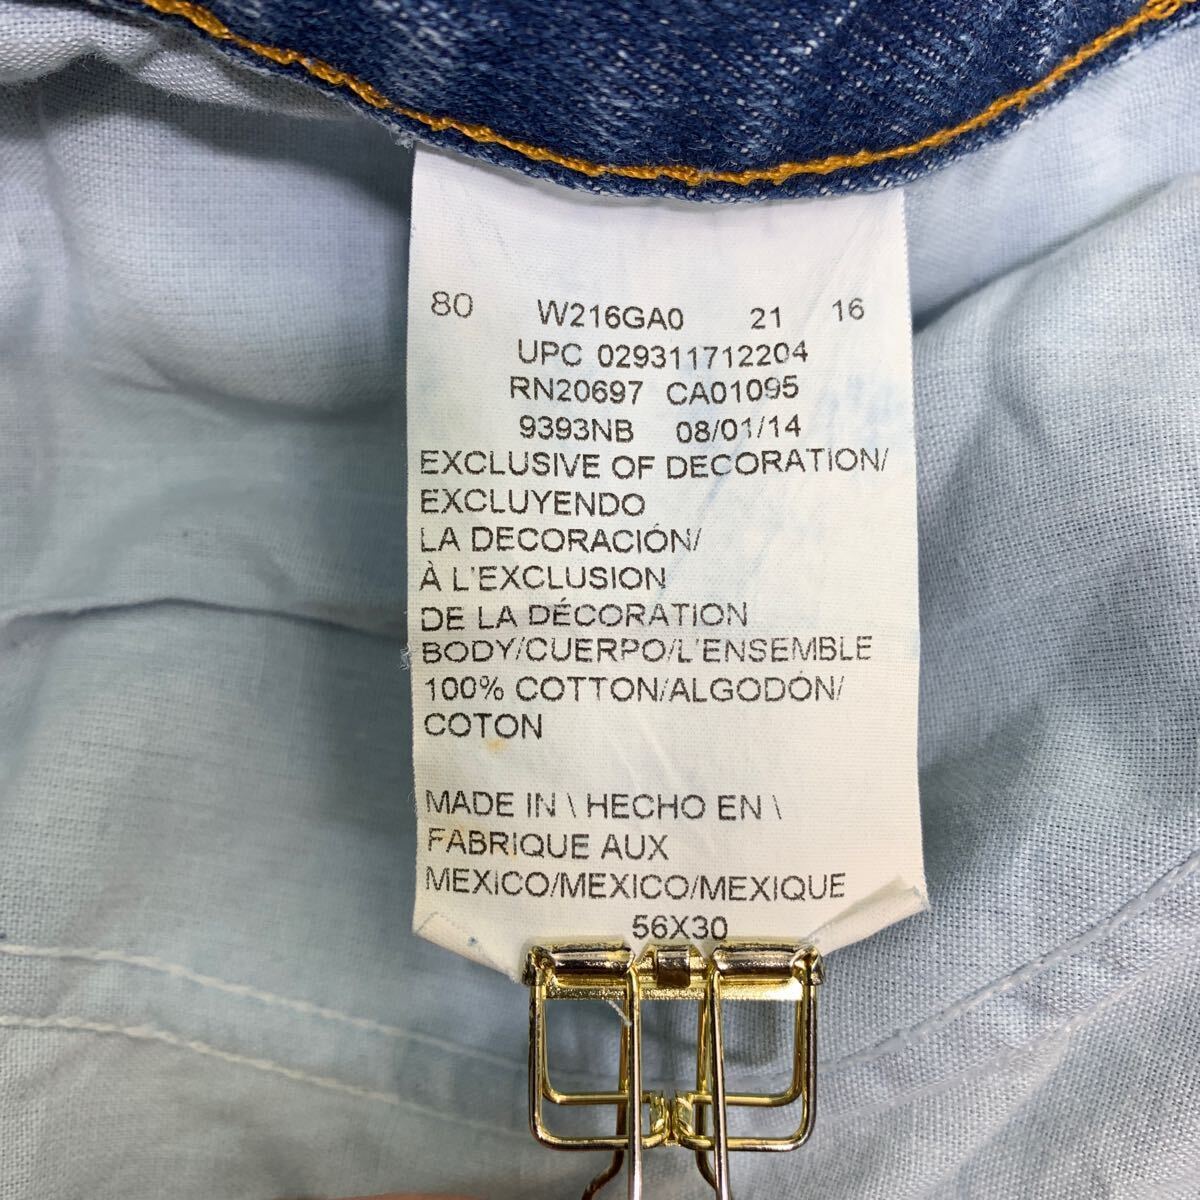 80 W216GA0 21 16
UPC 029311712204
RN20697 CA01095
9393NB 08/01/14
EXCLUSIVE OF DECORATION/
EXCLUYENDO
LA DECORACIÓN/
À L'EXCLUSION
DE LA DÉCORATION
BODY/CUERPO/L'ENSEMBLE
100% COTTON/ALGODÓN/
COTON
MADE IN \ HECHO EN \
FABRIQUE AUX
MEXICO/MEXICO/MEXIQUE
56X30